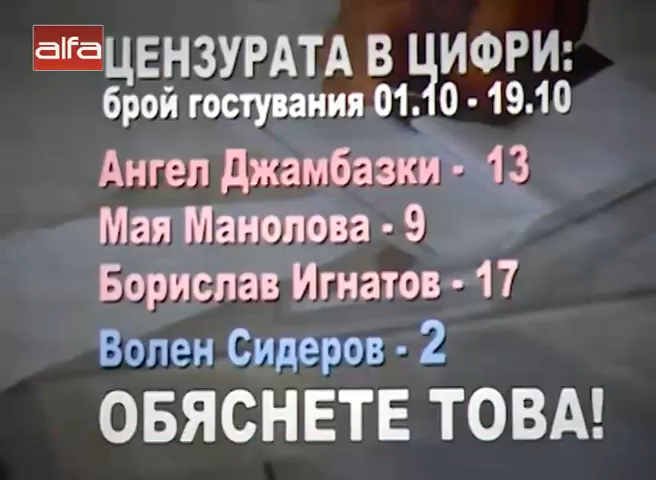 alfa
ЦЕНЗУРАТА В ЦИФРИ:
брой гостувания 01.10 - 19.10
Ангел Джамбазки - 13
Мая Манолова - 9
Борислав Игнатов - 17
Волен Сидеров - 2
ОБЯСНЕТЕ ТОВА!